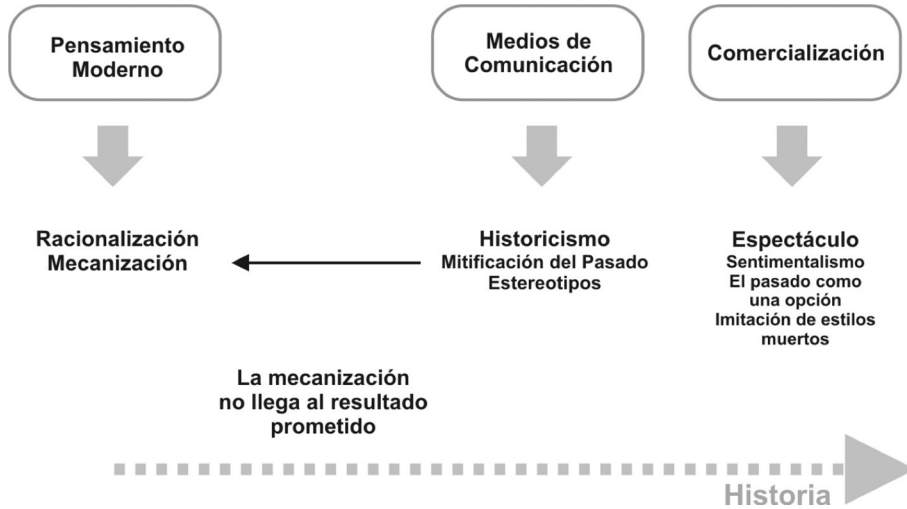 Pensamiento
Moderno
Medios de
Comunicación
Comercialización
Racionalización
Mecanización
Historicismo
Mitificación del Pasado
Estereotipos
Espectáculo
Sentimentalismo
El pasado como
una opción
Imitación de estilos
muertos
La mecanización
no llega al resultado
prometido
Historia